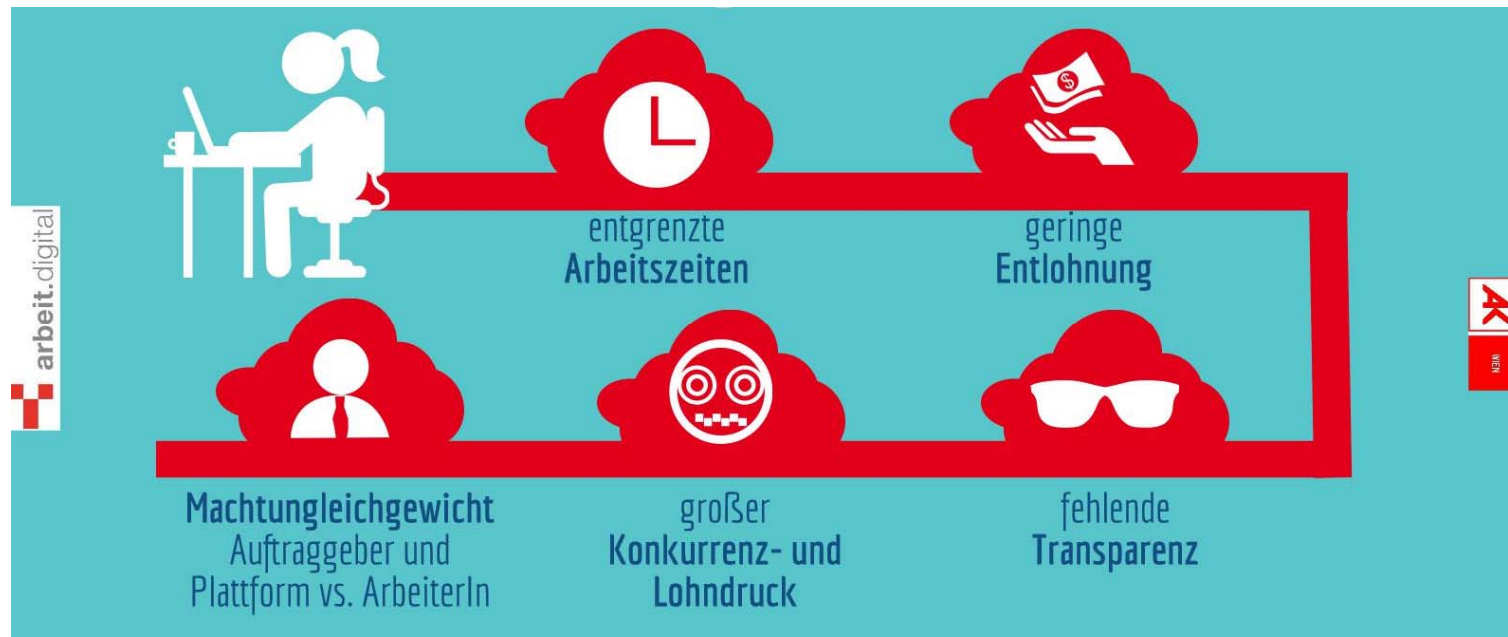 entgrenzte
Arbeitszeiten
geringe
Entlohnung
Machtungleichgewicht
Auftraggeber und
Plattform vs. ArbeiterIn
großer
Konkurrenz- und
Lohndruck
fehlende
Transparenz
arbeit.digital
AK
WIEN
$